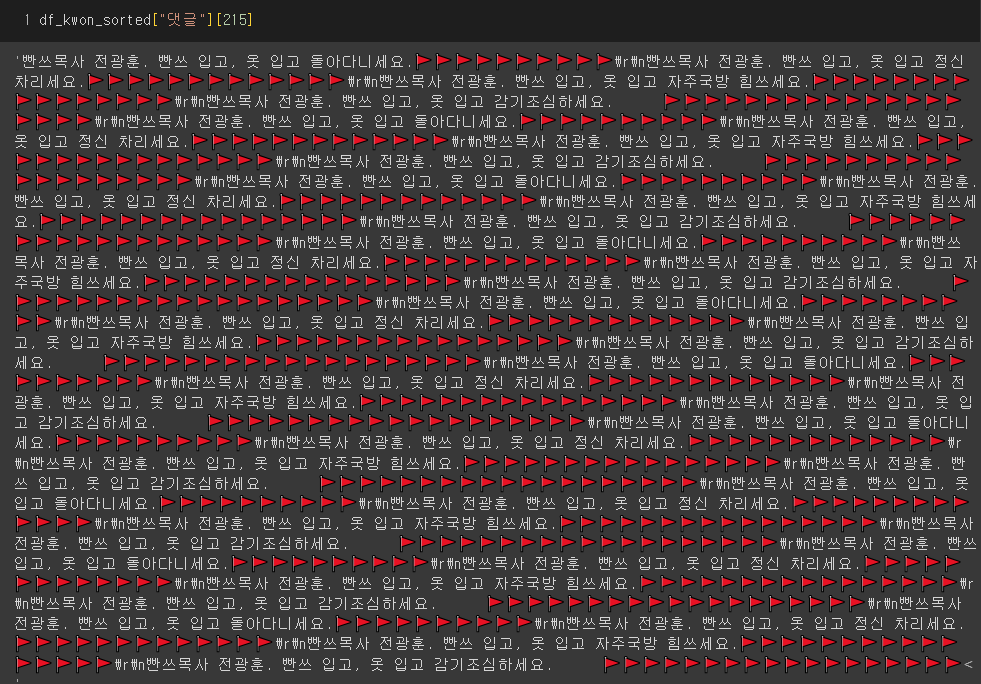 1 df_kwon_sorted["댓글"][215]
'빤쓰목사 전광훈. 빤쓰 입고, 옷 입고 돌아다니세요.🚩🚩🚩🚩🚩🚩🚩🚩🚩🚩₩r₩n빤쓰목사 전광훈. 빤쓰 입고, 옷 입고 정신
차리세요.🚩🚩🚩🚩🚩🚩🚩🚩🚩🚩🚩🚩🚩₩r₩n빤쓰목사 전광훈. 빤쓰 입고, 옷 입고 자주국방 힘쓰세요.🚩🚩🚩🚩🚩🚩🚩🚩
🚩🚩🚩🚩🚩🚩🚩🚩₩r₩n빤쓰목사 전광훈. 빤쓰 입고, 옷 입고 감기조심하세요. 🚩🚩🚩🚩🚩🚩🚩🚩🚩🚩🚩🚩🚩🚩🚩
🚩🚩🚩🚩₩r₩n빤쓰목사 전광훈. 빤쓰 입고, 옷 입고 돌아다니세요.🚩🚩🚩🚩🚩🚩🚩🚩🚩🚩₩r₩n빤쓰목사 전광훈. 빤쓰 입고,
옷 입고 정신 차리세요.🚩🚩🚩🚩🚩🚩🚩🚩🚩🚩🚩🚩🚩₩r₩n빤쓰목사 전광훈. 빤쓰 입고, 옷 입고 자주국방 힘쓰세요.🚩🚩🚩
🚩🚩🚩🚩🚩🚩🚩🚩🚩🚩🚩🚩🚩₩r₩n빤쓰목사 전광훈. 빤쓰 입고, 옷 입고 감기조심하세요. 🚩🚩🚩🚩🚩🚩🚩🚩🚩🚩
🚩🚩🚩🚩🚩🚩🚩🚩🚩₩r₩n빤쓰목사 전광훈. 빤쓰 입고, 옷 입고 돌아다니세요.🚩🚩🚩🚩🚩🚩🚩🚩🚩🚩₩r₩n빤쓰목사 전광훈.
빤쓰 입고, 옷 입고 정신 차리세요.🚩🚩🚩🚩🚩🚩🚩🚩🚩🚩🚩🚩🚩₩r₩n빤쓰목사 전광훈. 빤쓰 입고, 옷 입고 자주국방 힘쓰세
요.🚩🚩🚩🚩🚩🚩🚩🚩🚩🚩🚩🚩🚩🚩🚩🚩₩r₩n빤쓰목사 전광훈. 빤쓰 입고, 옷 입고 감기조심하세요. 🚩🚩🚩🚩🚩🚩
🚩🚩🚩🚩🚩🚩🚩🚩🚩🚩🚩🚩🚩₩r₩n빤쓰목사 전광훈. 빤쓰 입고, 옷 입고 돌아다니세요.🚩🚩🚩🚩🚩🚩🚩🚩🚩🚩₩r₩n빤쓰
목사 전광훈. 빤쓰 입고, 옷 입고 정신 차리세요.🚩🚩🚩🚩🚩🚩🚩🚩🚩🚩🚩🚩🚩₩r₩n빤쓰목사 전광훈. 빤쓰 입고, 옷 입고 자
주국방 힘쓰세요.🚩🚩🚩🚩🚩🚩🚩🚩🚩🚩🚩🚩🚩🚩🚩🚩₩r₩n빤쓰목사 전광훈. 빤쓰 입고, 옷 입고 감기조심하세요. 🚩
🚩🚩🚩🚩🚩🚩🚩🚩🚩🚩🚩🚩🚩🚩🚩🚩🚩🚩₩r₩n빤쓰목사 전광훈. 빤쓰 입고, 옷 입고 돌아다니세요.🚩🚩🚩🚩🚩🚩🚩🚩
🚩🚩₩r₩n빤쓰목사 전광훈. 빤쓰 입고, 옷 입고 정신 차리세요.🚩🚩🚩🚩🚩🚩🚩🚩🚩🚩🚩🚩🚩₩r₩n빤쓰목사 전광훈. 빤쓰 입
고, 옷 입고 자주국방 힘쓰세요.🚩🚩🚩🚩🚩🚩🚩🚩🚩🚩🚩🚩🚩🚩🚩🚩₩r₩n빤쓰목사 전광훈. 빤쓰 입고, 옷 입고 감기조심하
세요. 🚩🚩🚩🚩🚩🚩🚩🚩🚩🚩🚩🚩🚩🚩🚩🚩🚩🚩🚩₩r₩n빤쓰목사 전광훈. 빤쓰 입고, 옷 입고 돌아다니세요.🚩🚩🚩
🚩🚩🚩🚩🚩🚩🚩₩r₩n빤쓰목사 전광훈. 빤쓰 입고, 옷 입고 정신 차리세요.🚩🚩🚩🚩🚩🚩🚩🚩🚩🚩🚩🚩🚩₩r₩n빤쓰목사 전
광훈. 빤쓰 입고, 옷 입고 자주국방 힘쓰세요.🚩🚩🚩🚩🚩🚩🚩🚩🚩🚩🚩🚩🚩🚩🚩🚩₩r₩n빤쓰목사 전광훈. 빤쓰 입고, 옷 입
고 감기조심하세요. 🚩🚩🚩🚩🚩🚩🚩🚩🚩🚩🚩🚩🚩🚩🚩🚩🚩🚩🚩₩r₩n빤쓰목사 전광훈. 빤쓰 입고, 옷 입고 돌아다니
세요.🚩🚩🚩🚩🚩🚩🚩🚩🚩🚩₩r₩n빤쓰목사 전광훈. 빤쓰 입고, 옷 입고 정신 차리세요.🚩🚩🚩🚩🚩🚩🚩🚩🚩🚩🚩🚩🚩₩r
₩n빤쓰목사 전광훈. 빤쓰 입고, 옷 입고 자주국방 힘쓰세요.🚩🚩🚩🚩🚩🚩🚩🚩🚩🚩🚩🚩🚩🚩🚩🚩₩r₩n빤쓰목사 전광훈. 빤
쓰 입고, 옷 입고 감기조심하세요. 🚩🚩🚩🚩🚩🚩🚩🚩🚩🚩🚩🚩🚩🚩🚩🚩🚩🚩🚩₩r₩n빤쓰목사 전광훈. 빤쓰 입고, 옷
입고 돌아다니세요.🚩🚩🚩🚩🚩🚩🚩🚩🚩🚩₩r₩n빤쓰목사 전광훈. 빤쓰 입고, 옷 입고 정신 차리세요.🚩🚩🚩🚩🚩🚩🚩🚩🚩
🚩🚩🚩🚩₩r₩n빤쓰목사 전광훈. 빤쓰 입고, 옷 입고 자주국방 힘쓰세요.🚩🚩🚩🚩🚩🚩🚩🚩🚩🚩🚩🚩🚩🚩🚩🚩₩r₩n빤쓰목사
전광훈. 빤쓰 입고, 옷 입고 감기조심하세요. 🚩🚩🚩🚩🚩🚩🚩🚩🚩🚩🚩🚩🚩🚩🚩🚩🚩🚩🚩₩r₩n빤쓰목사 전광훈. 빤쓰
입고, 옷 입고 돌아다니세요.🚩🚩🚩🚩🚩🚩🚩🚩🚩🚩₩r₩n빤쓰목사 전광훈. 빤쓰 입고, 옷 입고 정신 차리세요.🚩🚩🚩🚩🚩
🚩🚩🚩🚩🚩🚩🚩🚩₩r₩n빤쓰목사 전광훈. 빤쓰 입고, 옷 입고 자주국방 힘쓰세요.🚩🚩🚩🚩🚩🚩🚩🚩🚩🚩🚩🚩🚩🚩🚩🚩₩r
₩n빤쓰목사 전광훈. 빤쓰 입고, 옷 입고 감기조심하세요. 🚩🚩🚩🚩🚩🚩🚩🚩🚩🚩🚩🚩🚩🚩🚩🚩🚩🚩🚩₩r₩n빤쓰목사
전광훈. 빤쓰 입고, 옷 입고 돌아다니세요.🚩🚩🚩🚩🚩🚩🚩🚩🚩🚩₩r₩n빤쓰목사 전광훈. 빤쓰 입고, 옷 입고 정신 차리세요.
🚩🚩🚩🚩🚩🚩🚩🚩🚩🚩🚩🚩🚩₩r₩n빤쓰목사 전광훈. 빤쓰 입고, 옷 입고 자주국방 힘쓰세요.🚩🚩🚩🚩🚩🚩🚩🚩🚩🚩🚩
🚩🚩🚩🚩🚩₩r₩n빤쓰목사 전광훈. 빤쓰 입고, 옷 입고 감기조심하세요. 🚩🚩🚩🚩🚩🚩🚩🚩🚩🚩🚩🚩🚩🚩🚩🚩🚩🚩<
'